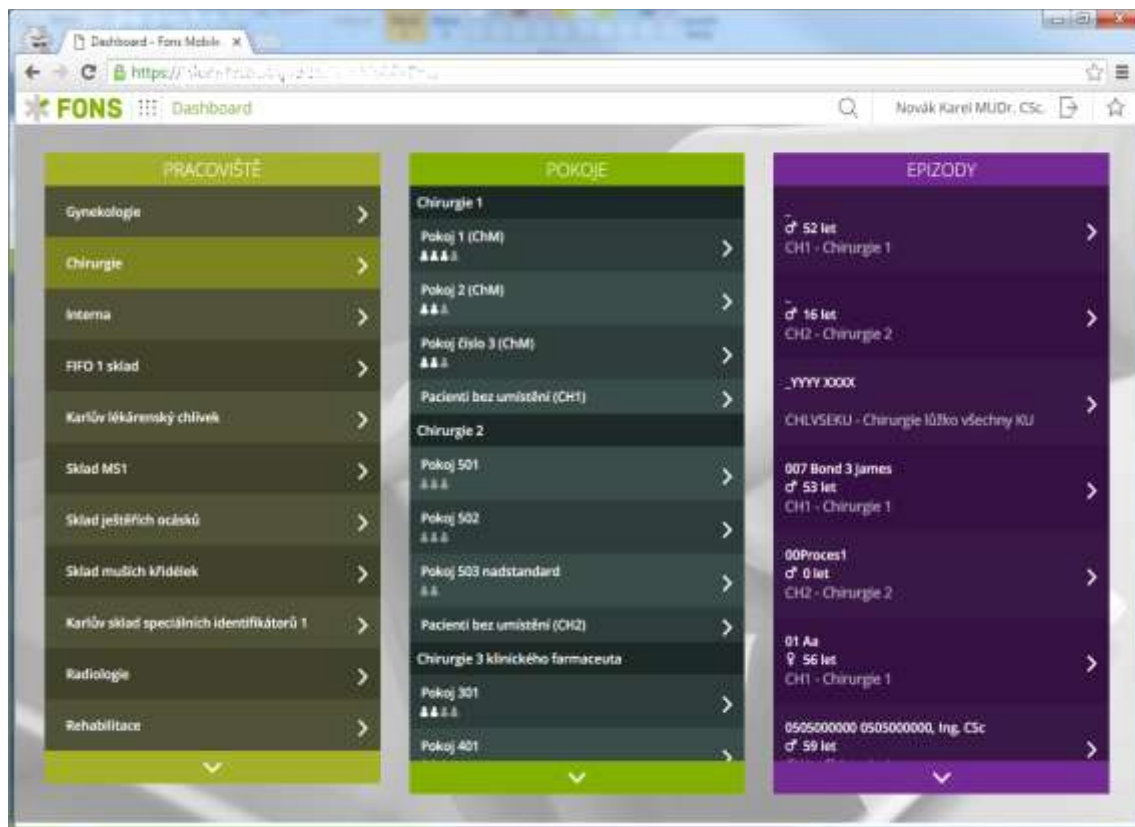 Dashboard - Fons Mobile
https://
FONS Dashboard
Novák Karel MUDr. CSc.
PRACOVIŠTĚ
Gynekologie
Chirurgie
Interna
FIFO 1 sklad
Karlův lékárenský chlívek
Sklad MS1
Sklad ještěřích ocásků
Sklad muších křidélek
Karlův sklad speciálních identifikátorů 1
Radiologie
Rehabilitace
POKOJE
Chirurgie 1
Pokoj 1 (ChM)
Pokoj 2 (ChM)
Pokoj číslo 3 (ChM)
Pacienti bez umístění (CH1)
Chirurgie 2
Pokoj 501
Pokoj 502
Pokoj 503 nadstandard
Pacienti bez umístění (CH2)
Chirurgie 3 klinického farmaceuta
Pokoj 301
Pokoj 401
EPIZODY
_
♂ 52 let
CH1 - Chirurgie 1
_
♂ 16 let
CH2 - Chirurgie 2
_YYYY XXXX
CHLVSEKU - Chirurgie lůžko všechny KU
007 Bond 3 James
♂ 53 let
CH1 - Chirurgie 1
00Proces1
♂ 0 let
CH2 - Chirurgie 2
01 Aa
♀ 56 let
CH1 - Chirurgie 1
0505000000 0505000000, Ing. CSc
♂ 59 let